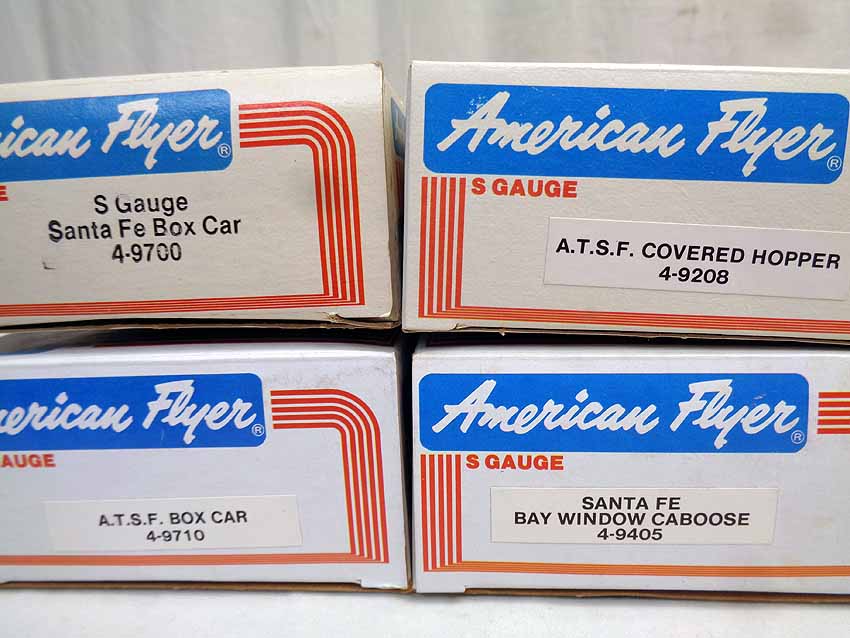 ican Flyer ®
E
S Gauge
Santa Fe Box Car
4-9700
American Flyer ®
S GAUGE
A.T.S.F. COVERED HOPPER
4-9208
erican Flyer ®
AUGE
A.T.S.F. BOX CAR
4-9710
American Flyer ®
S GAUGE
SANTA FE
BAY WINDOW CABOOSE
4-9405